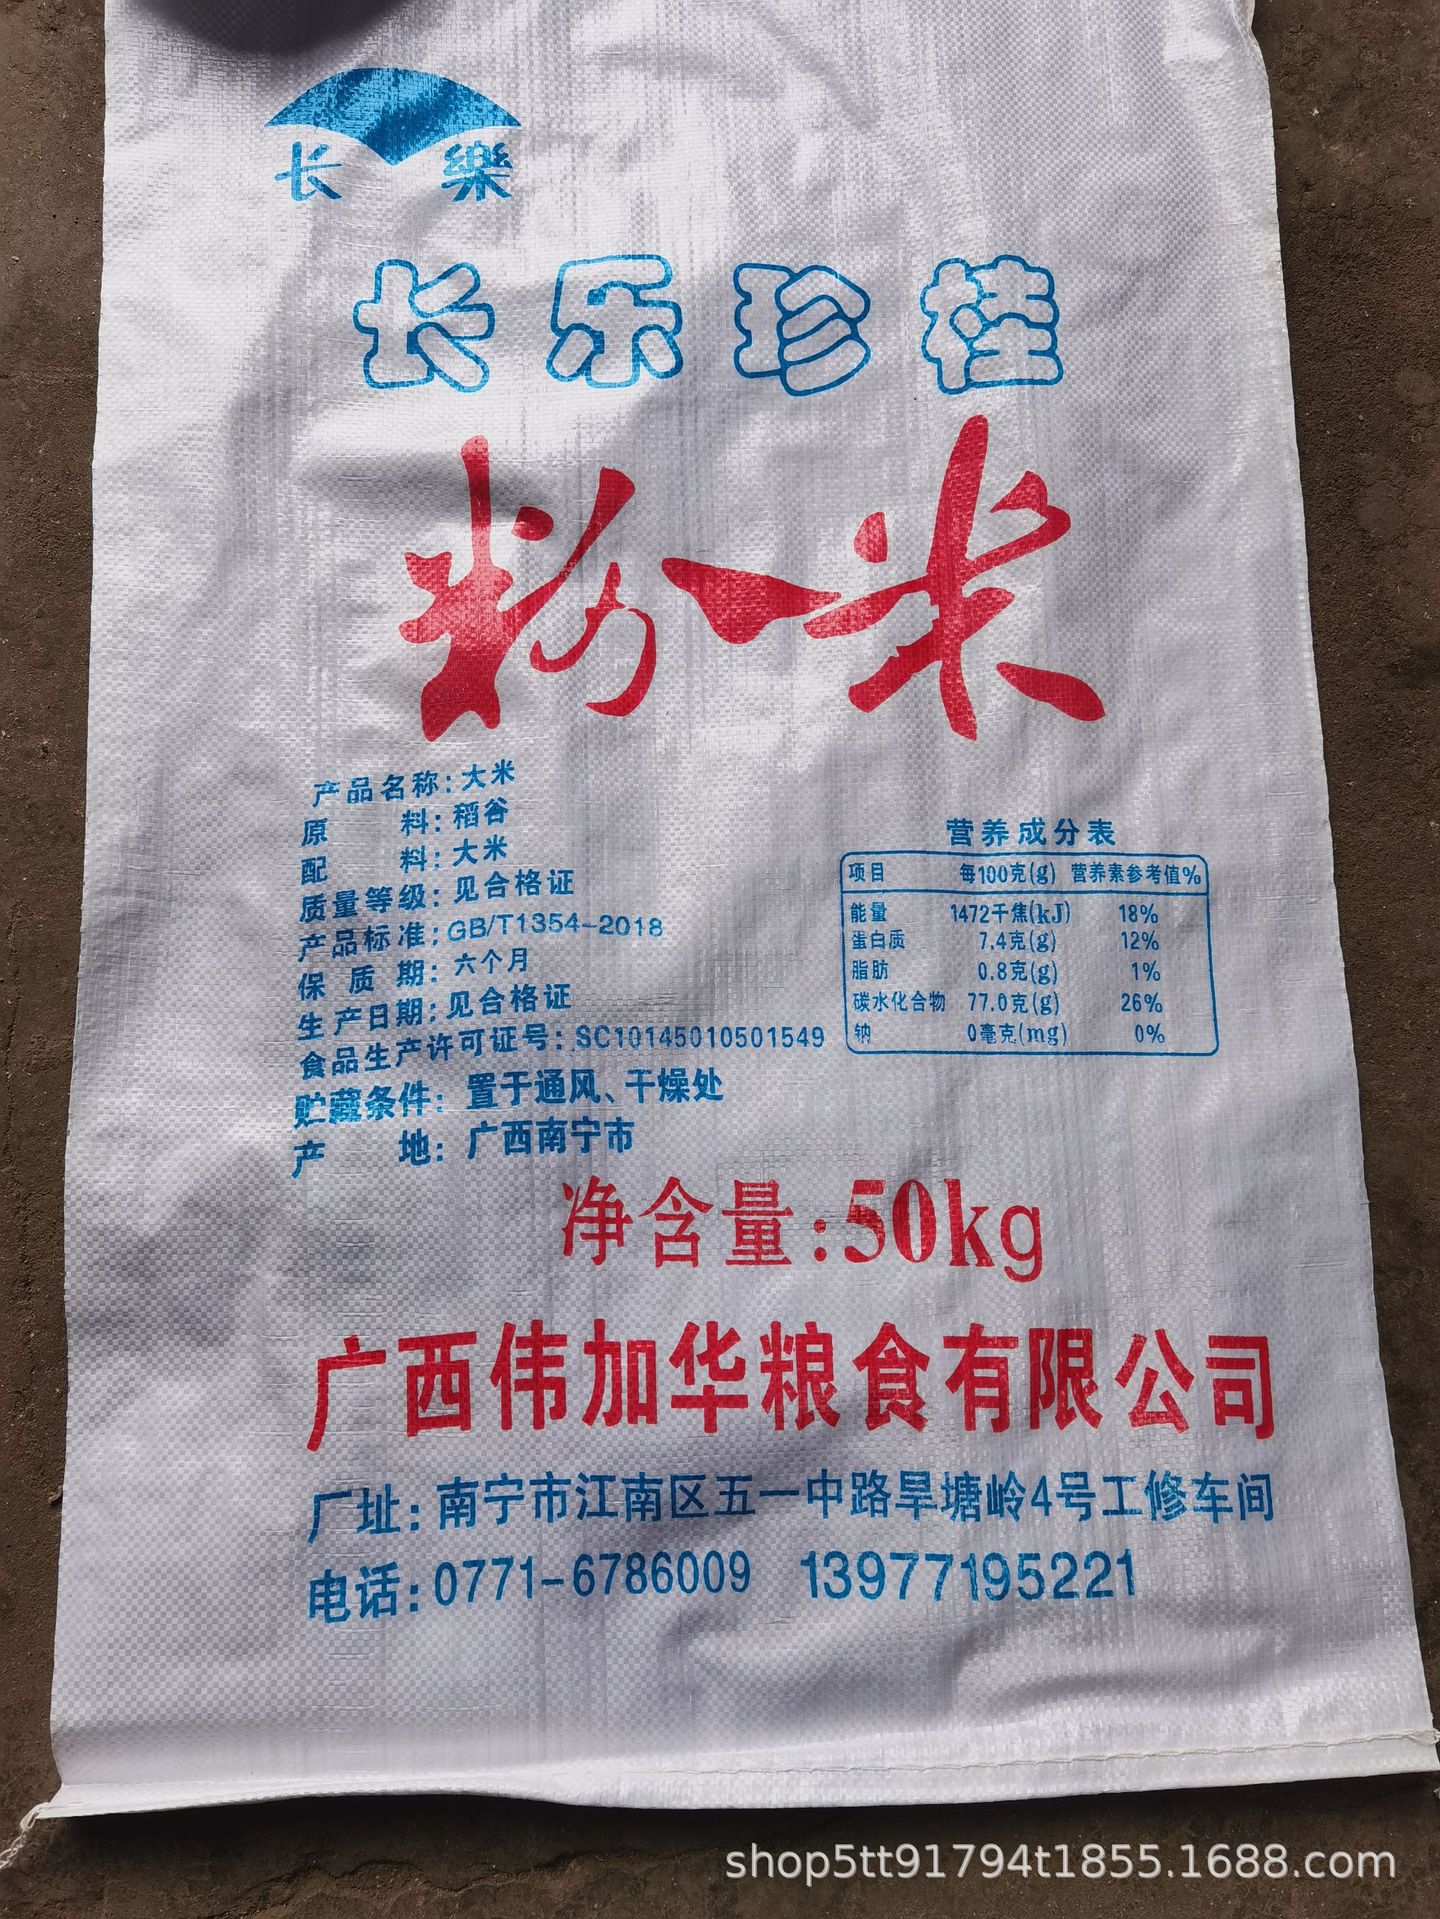 长樂
长乐珍桂
粉米
产品名称:大米
原料:稻谷
配料:大米
质量等级:见合格证
产品标准:GB/T1354-2018
保质期:六个月
生产日期:见合格证
食品生产许可证号:SC10145010501549
贮藏条件:置于通风、干燥处
产地:广西南宁市
营养成分表
项目 每100克(g) 营养素参考值%
能量 1472千焦(kJ) 18%
蛋白质 7.4克(g) 12%
脂肪 0.8克(g) 1%
碳水化合物 77.0克(g) 26%
钠 0毫克(mg) 0%
净含量:50kg
广西伟加华粮食有限公司
厂址:南宁市江南区五一中路旱塘岭4号工修车间
电话:0771-6786009 13977195221
shop5tt91794t1855.1688.com